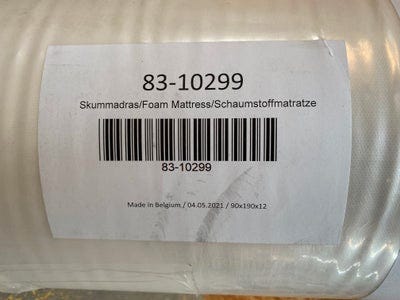 83-10299
Skummadras/Foam Mattress/Schaumstoffmatratze
83-10299
Made in Belgium / 04.05.2021 / 90x190x12